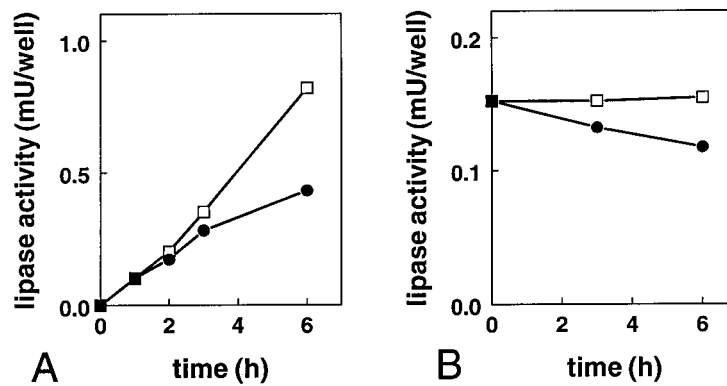 lipase activity (mU/well)
1.0
0.5
0.0
0 2 4 6
time (h)
A
lipase activity (mU/well)
0.2
0.1
0.0
0 2 4 6
time (h)
B